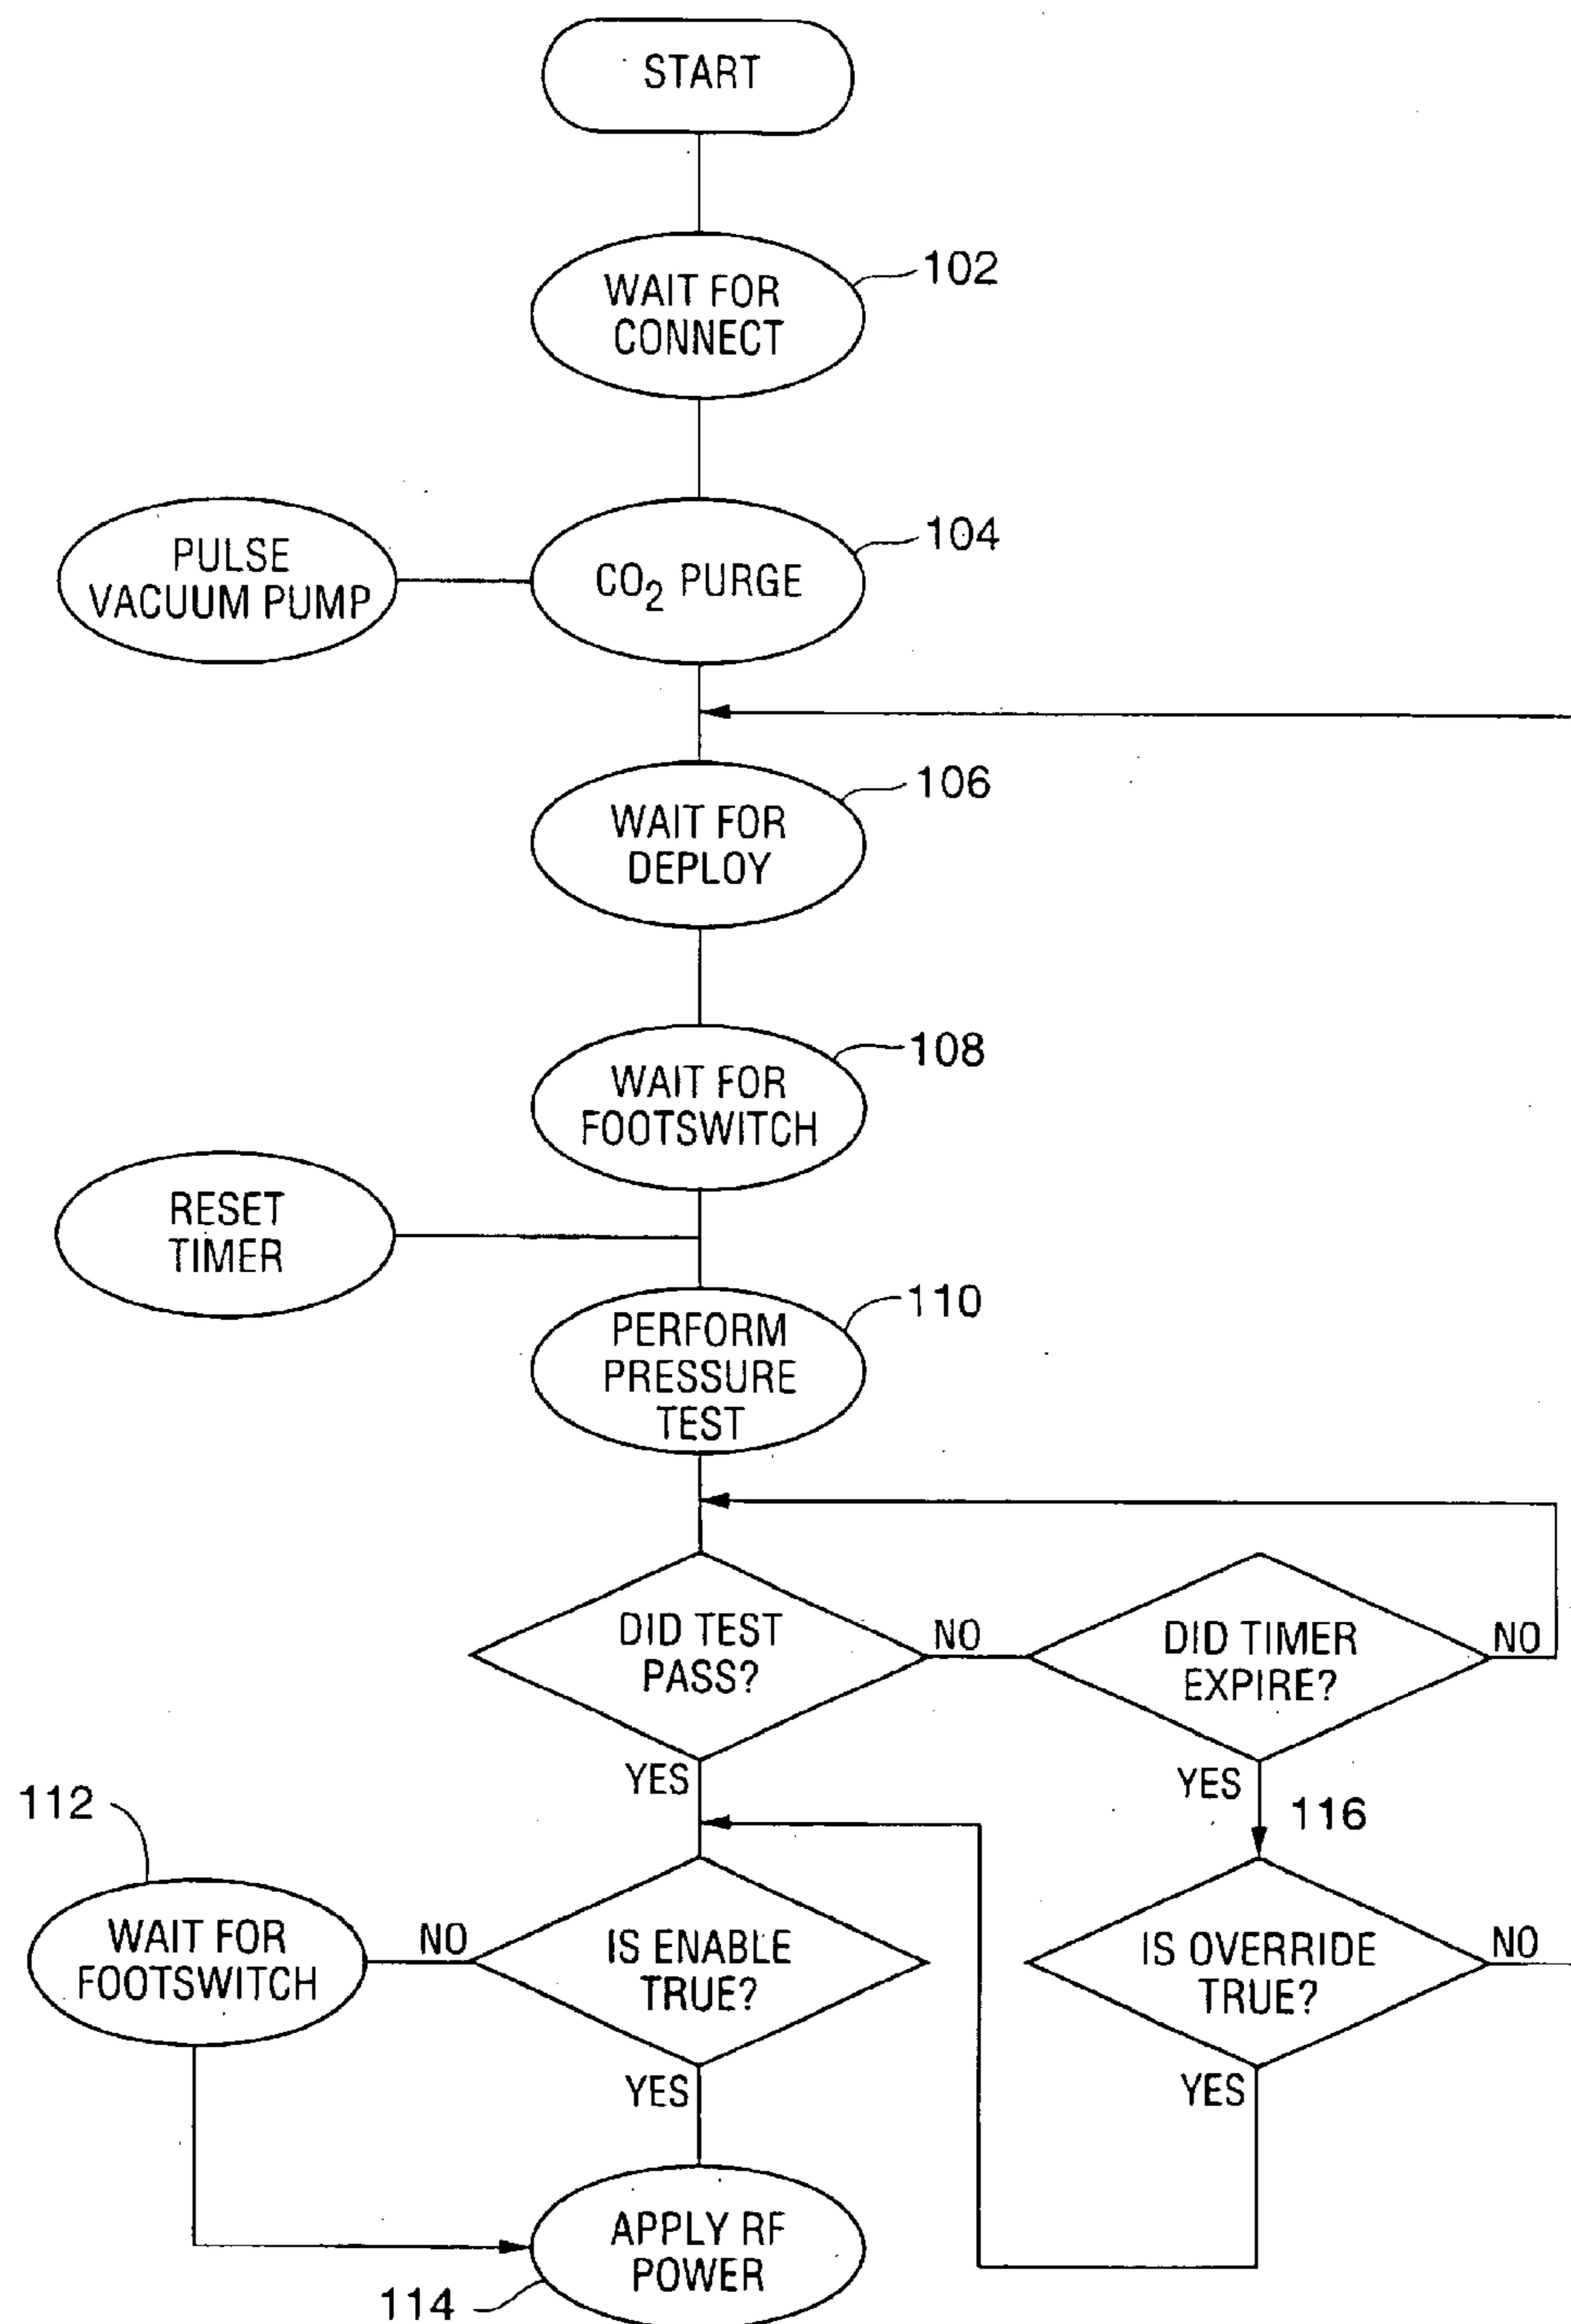 START
WAIT FOR
CONNECT
102
PULSE
VACUUM PUMP
CO₂ PURGE
104
WAIT FOR
DEPLOY
106
WAIT FOR
FOOTSWITCH
108
RESET
TIMER
PERFORM
PRESSURE
TEST
110
DID TEST
PASS?
NO
DID TIMER
EXPIRE?
NO
YES
YES
116
112
WAIT FOR
FOOTSWITCH
NO
IS ENABLE
TRUE?
IS OVERRIDE
TRUE?
NO
YES
YES
APPLY RF
POWER
114